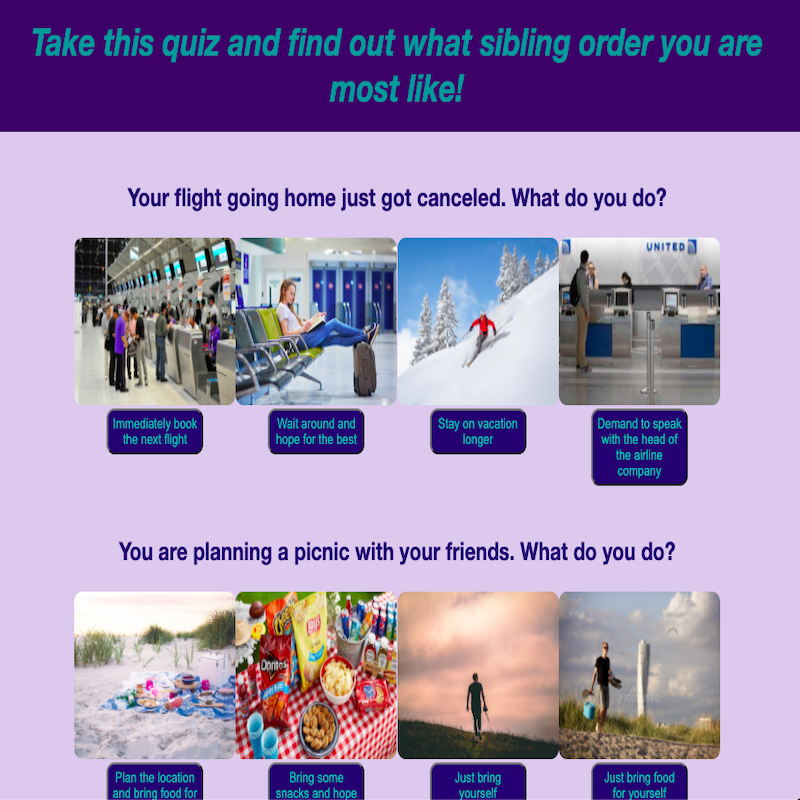 Take this quiz and find out what sibling order you are
most like!
Your flight going home just got canceled. What do you do?
UNITED
Immediately book
the next flight
Wait around and
hope for the best
Stay on vacation
longer
Demand to speak
with the head of
the airline
company
You are planning a picnic with your friends. What do you do?
Doritos
Lay's
Plan the location
and bring food for
Bring some
snacks and hope
Just bring
yourself
Just bring food
for yourself